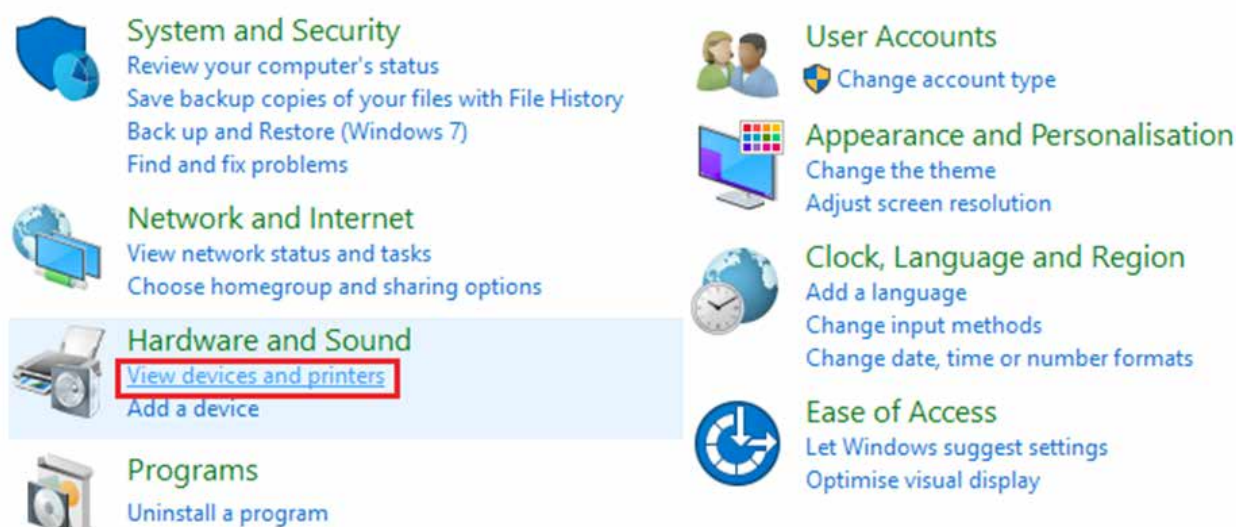 System and Security
Review your computer's status
Save backup copies of your files with File History
Back up and Restore (Windows 7)
Find and fix problems
Network and Internet
View network status and tasks
Choose homegroup and sharing options
Hardware and Sound
View devices and printers
Add a device
Programs
Uninstall a program
User Accounts
Change account type
Appearance and Personalisation
Change the theme
Adjust screen resolution
Clock, Language and Region
Add a language
Change input methods
Change date, time or number formats
Ease of Access
Let Windows suggest settings
Optimise visual display